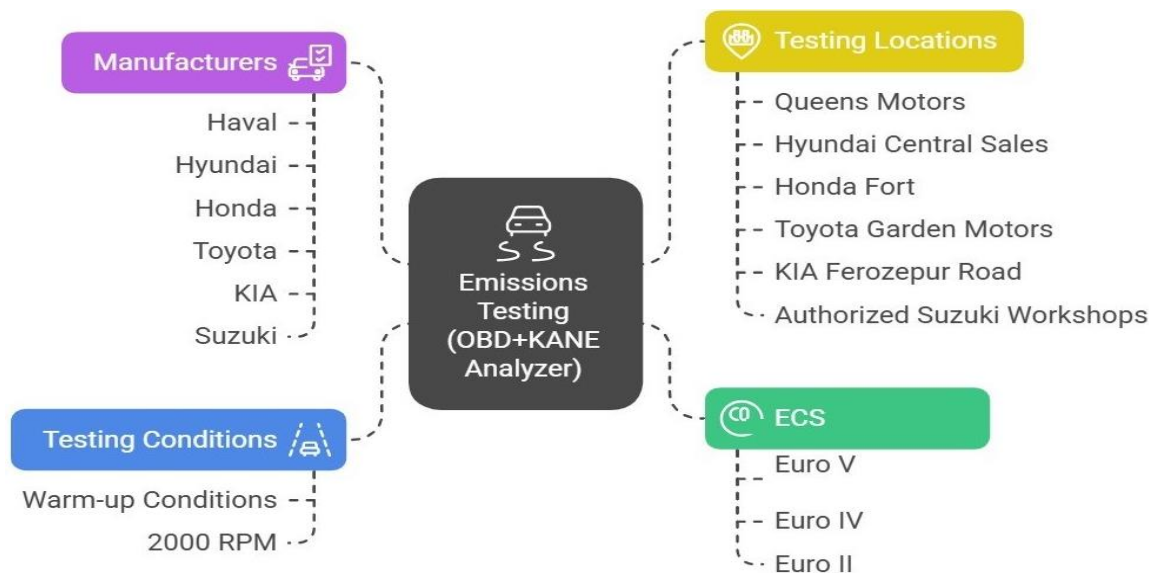 Manufacturers
Haval
Hyundai
Honda
Toyota
KIA
Suzuki
Testing Conditions
Warm-up Conditions
2000 RPM
Emissions
Testing
(OBD+KANE
Analyzer)
Testing Locations
Queens Motors
Hyundai Central Sales
Honda Fort
Toyota Garden Motors
KIA Ferozepur Road
Authorized Suzuki Workshops
CO
ECS
Euro V
Euro IV
Euro II